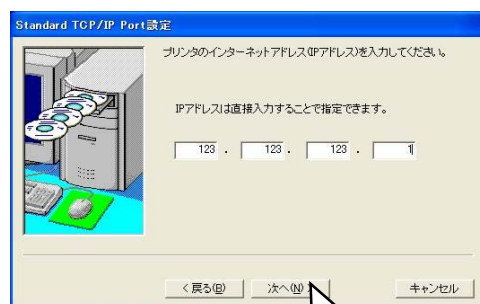 Standard TCP/IP Port設定
プリンタのインターネットアドレス(IPアドレス)を入力してください。
IPアドレスは直接入力することで指定できます。
123 . 123 . 123 . 1
< 戻る(B) 次へ(N) > キャンセル